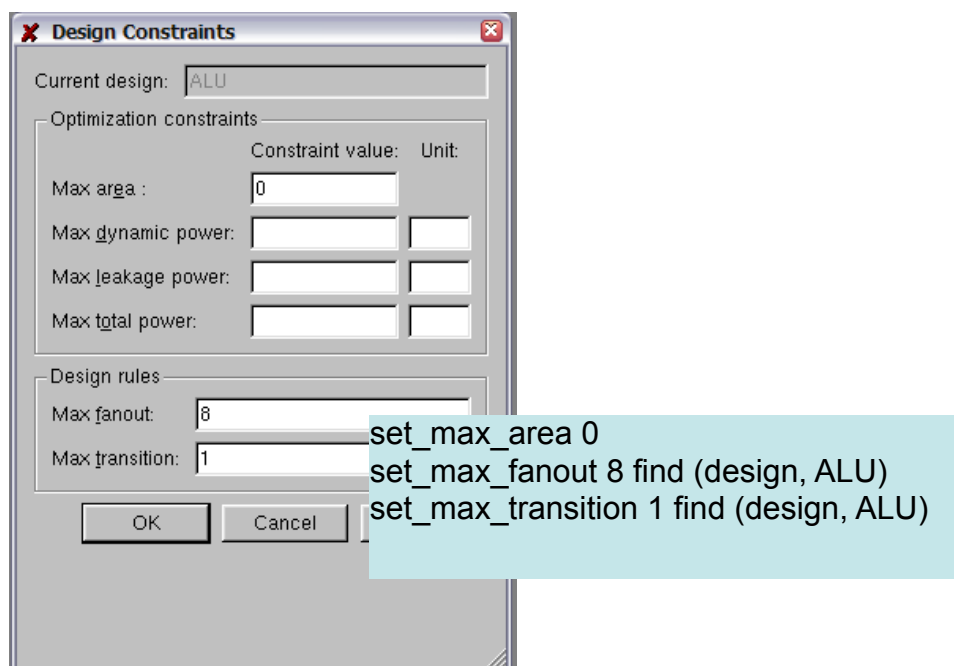 Design Constraints
Current design: ALU
Optimization constraints
Constraint value: Unit:
Max area : 0
Max dynamic power:
Max leakage power:
Max total power:
Design rules
Max fanout: 8
Max transition: 1
set_max_area 0
set_max_fanout 8 find (design, ALU)
set_max_transition 1 find (design, ALU)
OK Cancel